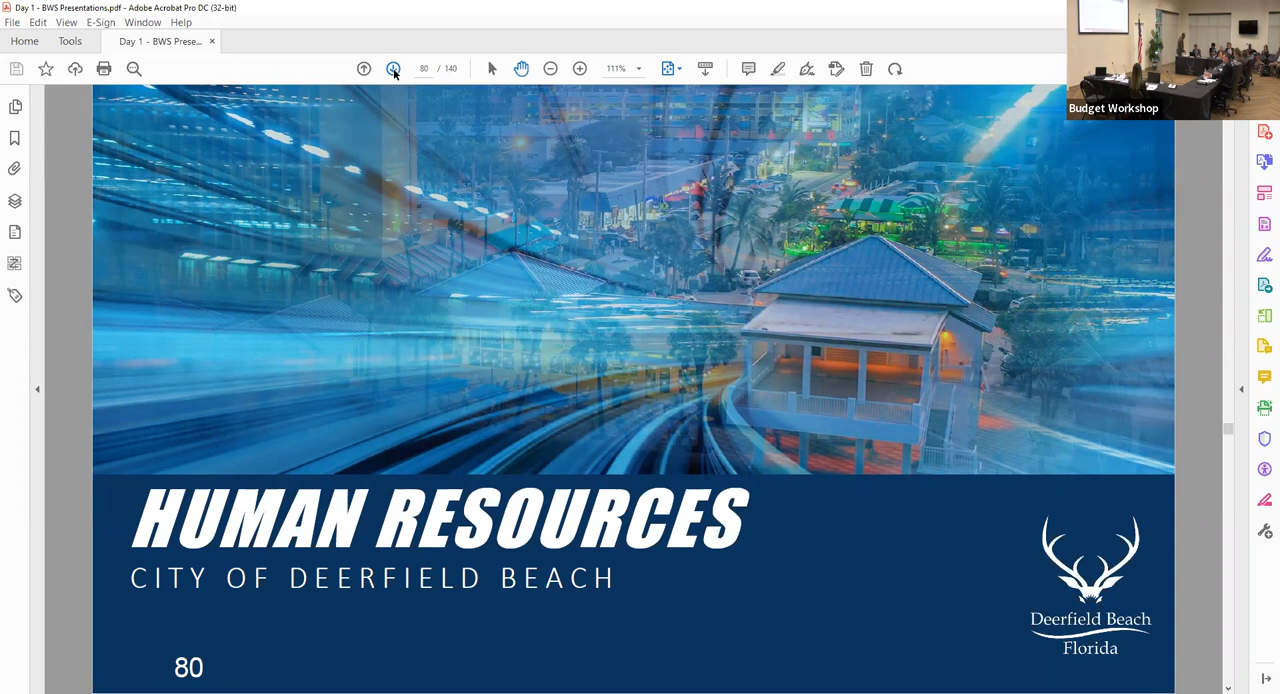 Day 1 - BWS Presentations.pdf - Adobe Acrobat Pro DC (32-bit)
File Edit View E-Sign Window Help
Home Tools Day 1 - BWS Prese... ×
80 / 140 111%
Budget Workshop
HUMAN RESOURCES
CITY OF DEERFIELD BEACH
Deerfield Beach
Florida
80